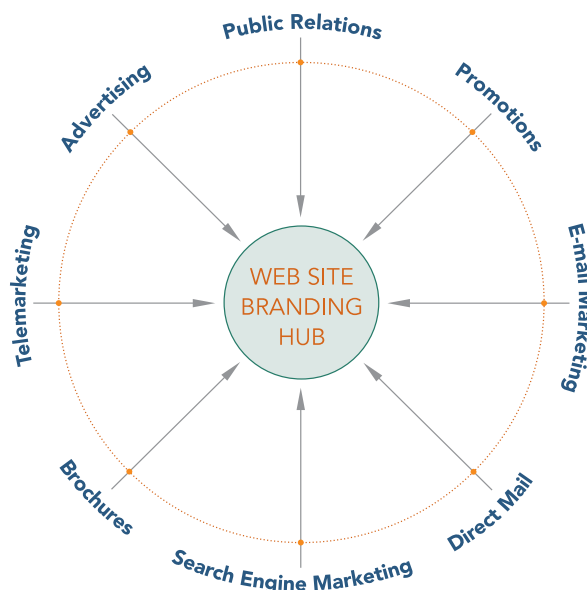 Public Relations
Promotions
E-mail Marketing
Direct Mail
Search Engine Marketing
Brochures
Telemarketing
Advertising
WEB SITE
BRANDING
HUB